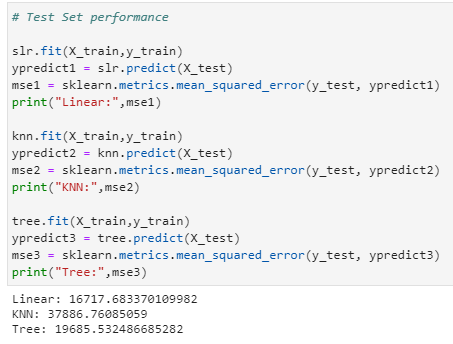 # Test Set performance
slr.fit(X_train,y_train)
ypredict1 = slr.predict(X_test)
mse1 = sklearn.metrics.mean_squared_error(y_test, ypredict1)
print("Linear:",mse1)
knn.fit(X_train,y_train)
ypredict2 = knn.predict(X_test)
mse2 = sklearn.metrics.mean_squared_error(y_test, ypredict2)
print("KNN:",mse2)
tree.fit(X_train,y_train)
ypredict3 = tree.predict(X_test)
mse3 = sklearn.metrics.mean_squared_error(y_test, ypredict3)
print("Tree:",mse3)
Linear: 16717.683370109982
KNN: 37886.76085059
Tree: 19685.532486685282